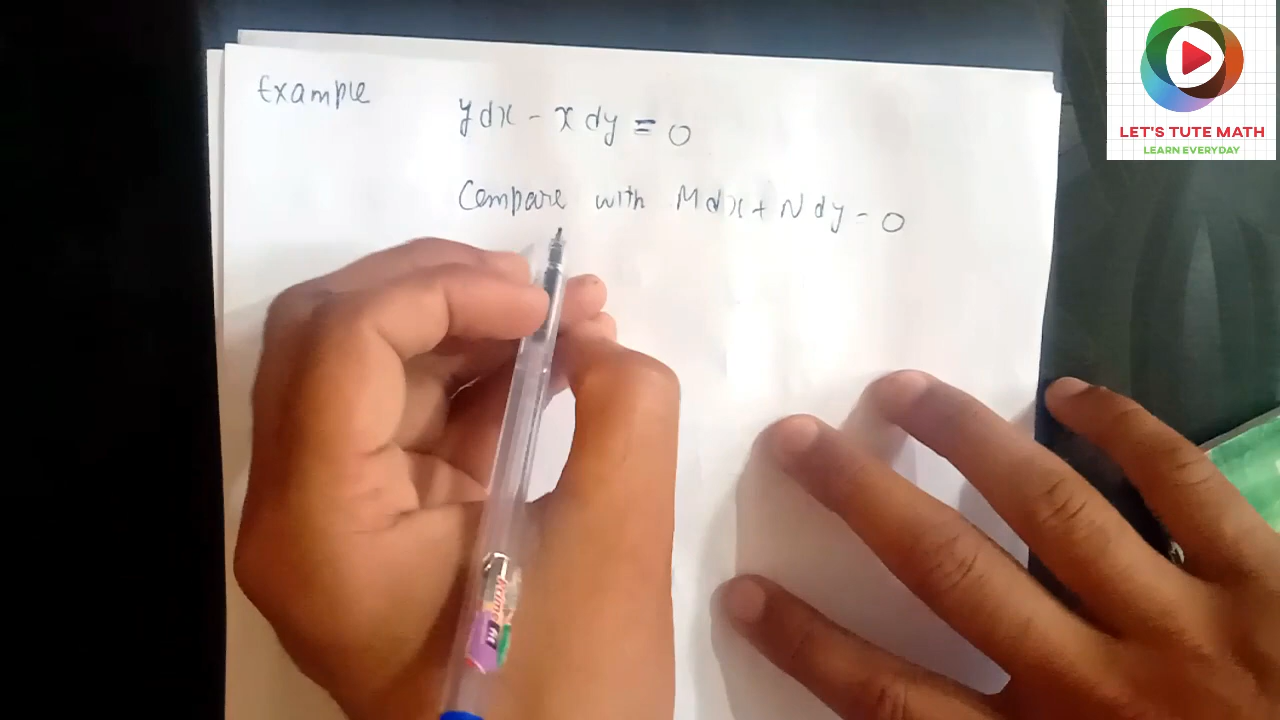 Example
ydx - xdy = 0
Compare with Mdx + Ndy - 0
LET'S TUTE MATH
LEARN EVERYDAY